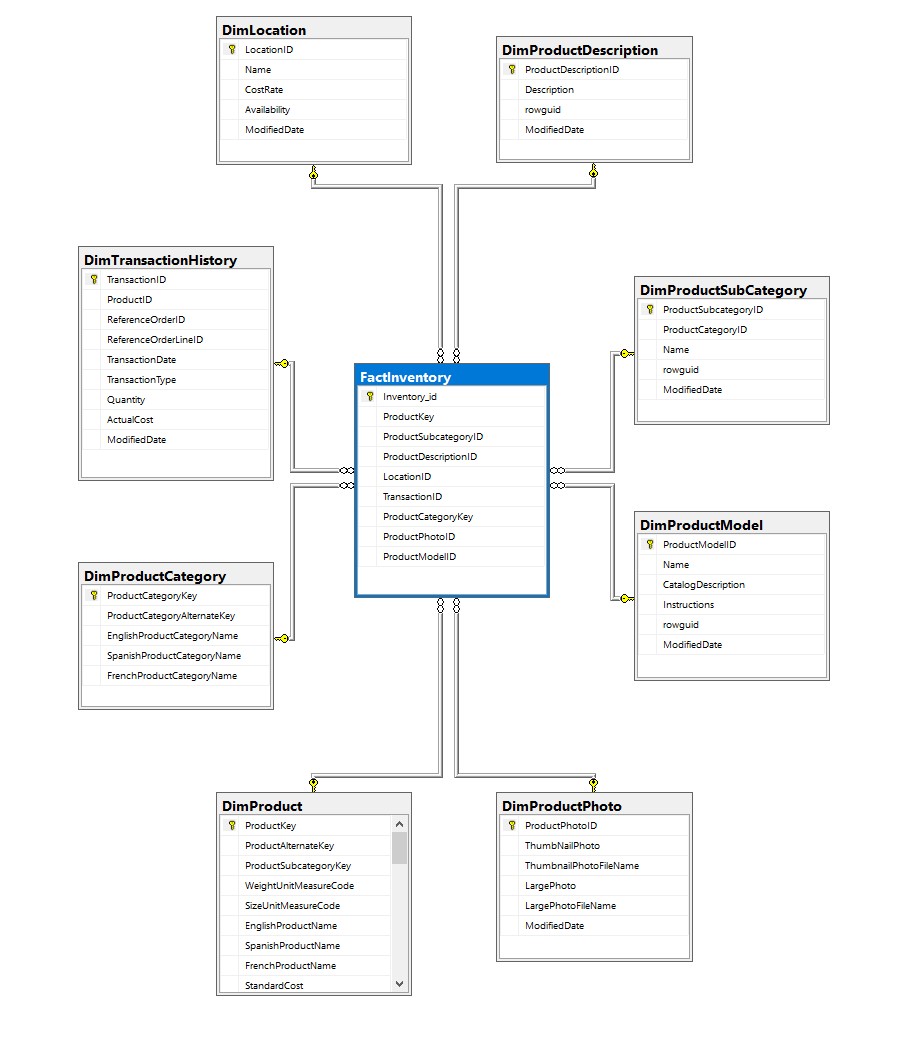 DimLocation
LocationID
Name
CostRate
Availability
ModifiedDate
DimProductDescription
ProductDescriptionID
Description
rowguid
ModifiedDate
DimTransactionHistory
TransactionID
ProductID
ReferenceOrderID
ReferenceOrderLineID
TransactionDate
TransactionType
Quantity
ActualCost
ModifiedDate
DimProductSubCategory
ProductSubcategoryID
ProductCategoryID
Name
rowguid
ModifiedDate
FactInventory
Inventory_id
ProductKey
ProductSubcategoryID
ProductDescriptionID
LocationID
TransactionID
ProductCategoryKey
ProductPhotoID
ProductModelID
DimProductModel
ProductModelID
Name
CatalogDescription
Instructions
rowguid
ModifiedDate
DimProductCategory
ProductCategoryKey
ProductCategoryAlternateKey
EnglishProductCategoryName
SpanishProductCategoryName
FrenchProductCategoryName
DimProduct
ProductKey
ProductAlternateKey
ProductSubcategoryKey
WeightUnitMeasureCode
SizeUnitMeasureCode
EnglishProductName
SpanishProductName
FrenchProductName
StandardCost
DimProductPhoto
ProductPhotoID
ThumbNailPhoto
ThumbnailPhotoFileName
LargePhoto
LargePhotoFileName
ModifiedDate